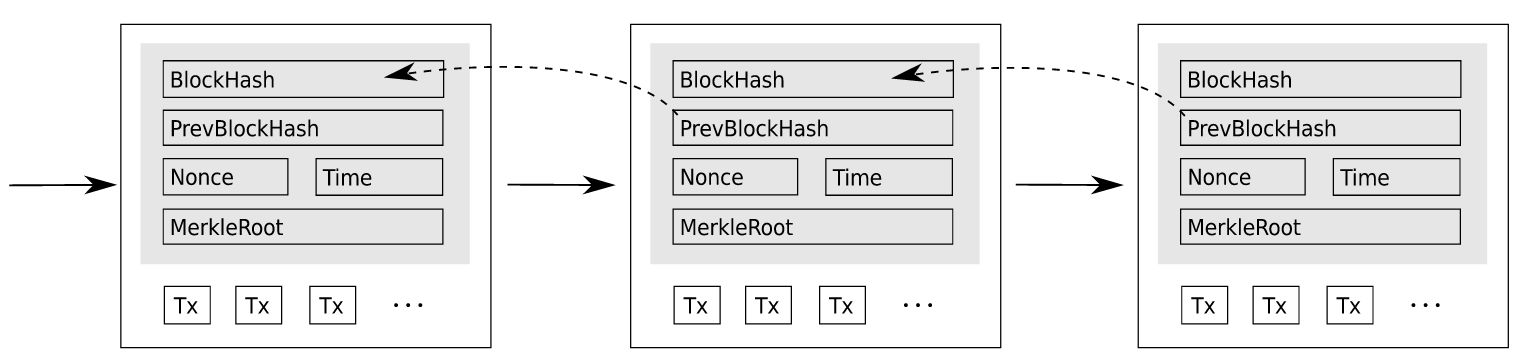 BlockHash
PrevBlockHash
Nonce Time
MerkleRoot
Tx Tx Tx ...
BlockHash
PrevBlockHash
Nonce Time
MerkleRoot
Tx Tx Tx ...
BlockHash
PrevBlockHash
Nonce Time
MerkleRoot
Tx Tx Tx ...